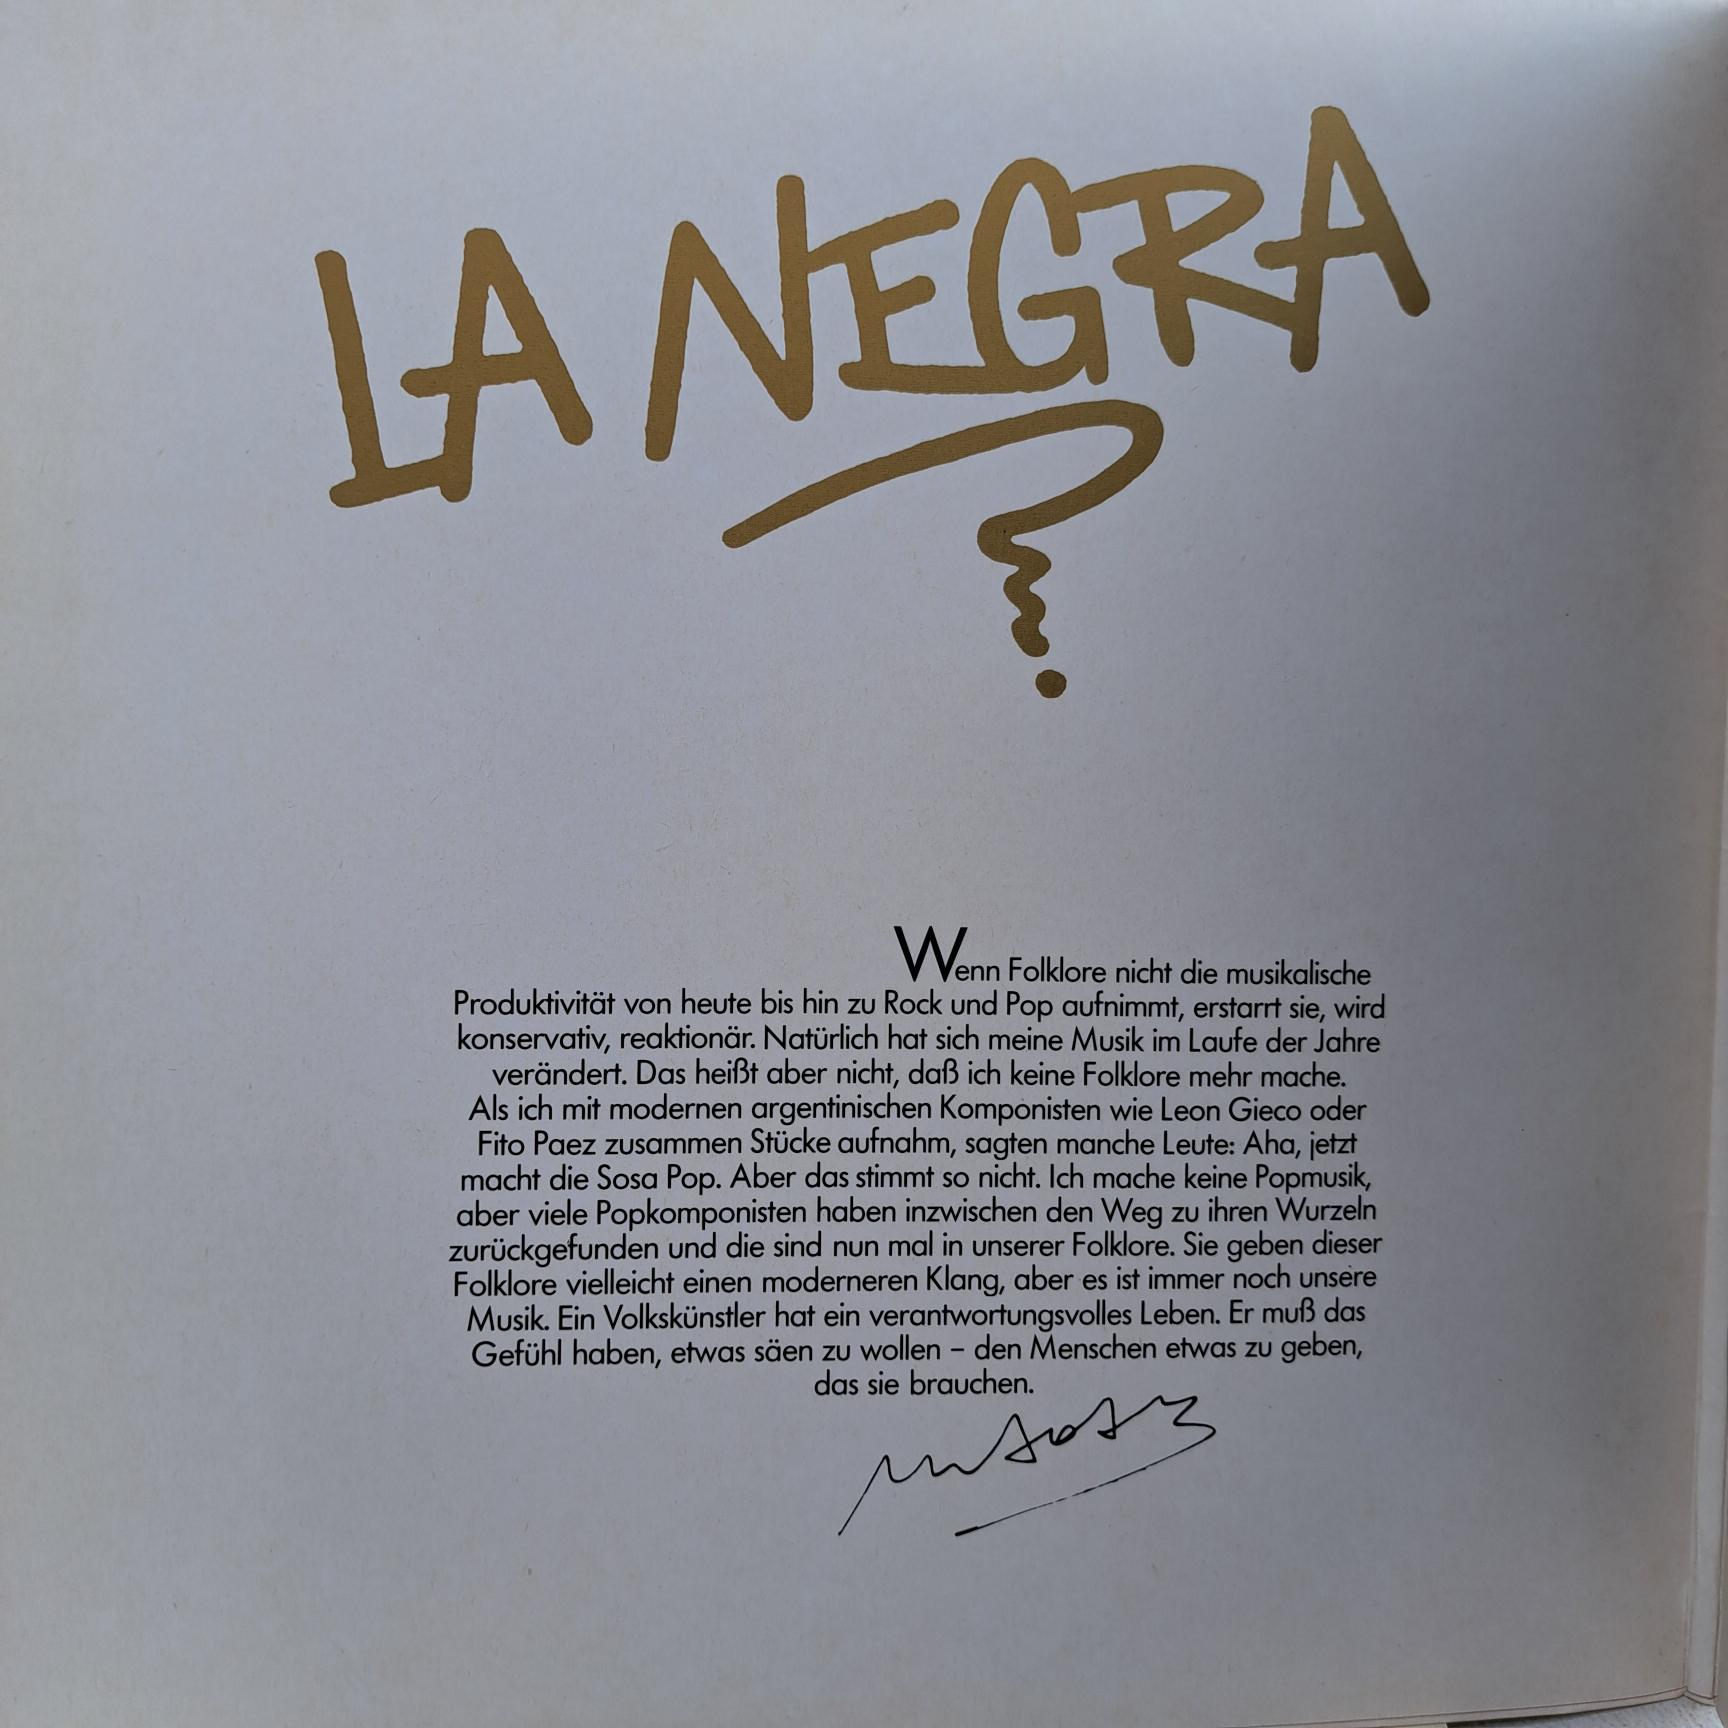 LA NEGRA
Wenn Folklore nicht die musikalische
Produktivität von heute bis hin zu Rock und Pop aufnimmt, erstarrt sie, wird
konservativ, reaktionär. Natürlich hat sich meine Musik im Laufe der Jahre
verändert. Das heißt aber nicht, daß ich keine Folklore mehr mache.
Als ich mit modernen argentinischen Komponisten wie Leon Gieco oder
Fito Paez zusammen Stücke aufnahm, sagten manche Leute: Aha, jetzt
macht die Sosa Pop. Aber das stimmt so nicht. Ich mache keine Popmusik,
aber viele Popkomponisten haben inzwischen den Weg zu ihren Wurzeln
zurückgefunden und die sind nun mal in unserer Folklore. Sie geben dieser
Folklore vielleicht einen moderneren Klang, aber es ist immer noch unsere
Musik. Ein Volkskünstler hat ein verantwortungsvolles Leben. Er muß das
Gefühl haben, etwas säen zu wollen – den Menschen etwas zu geben,
das sie brauchen.